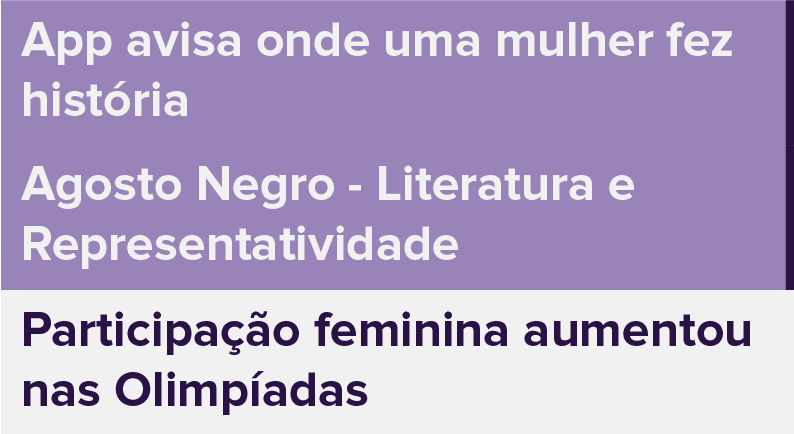 App avisa onde uma mulher fez
história
Agosto Negro - Literatura e
Representatividade
Participação feminina aumentou
nas Olimpíadas